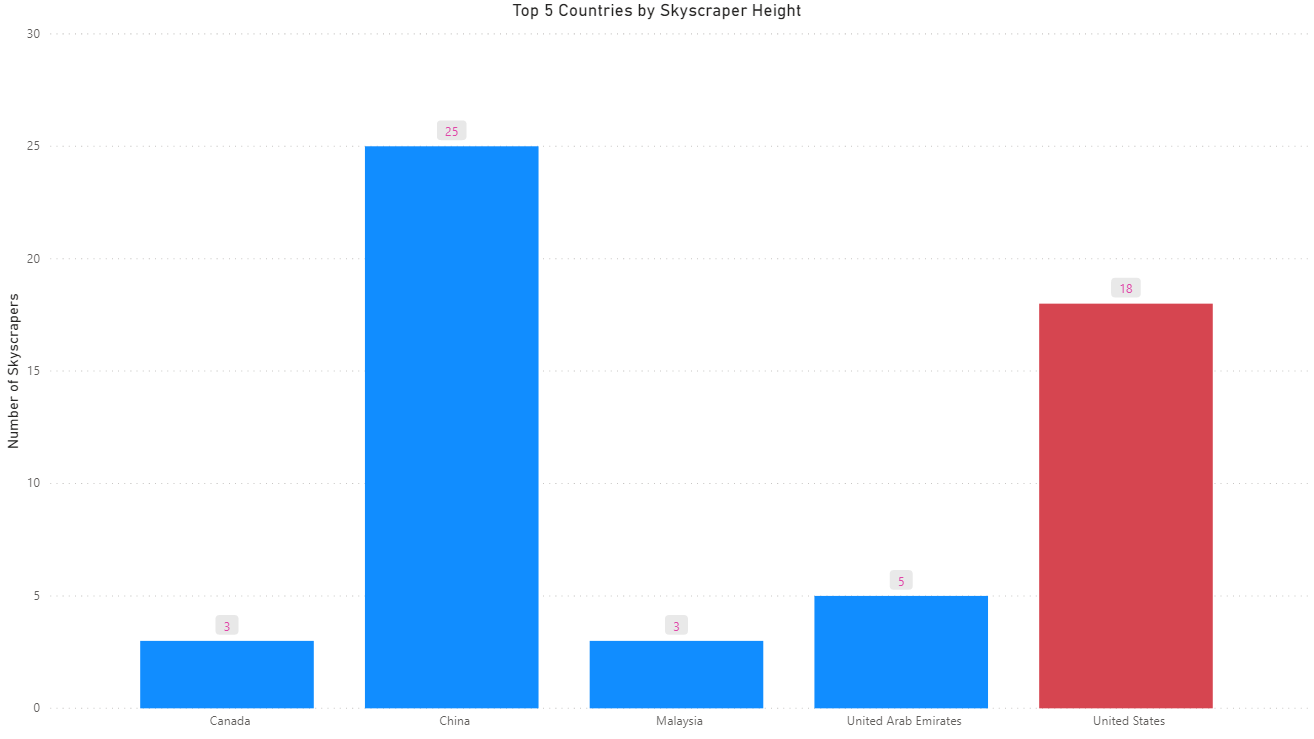 Top 5 Countries by Skyscraper Height
Number of Skyscrapers
30
25
20
15
10
5
0
3
25
3
5
18
Canada
China
Malaysia
United Arab Emirates
United States